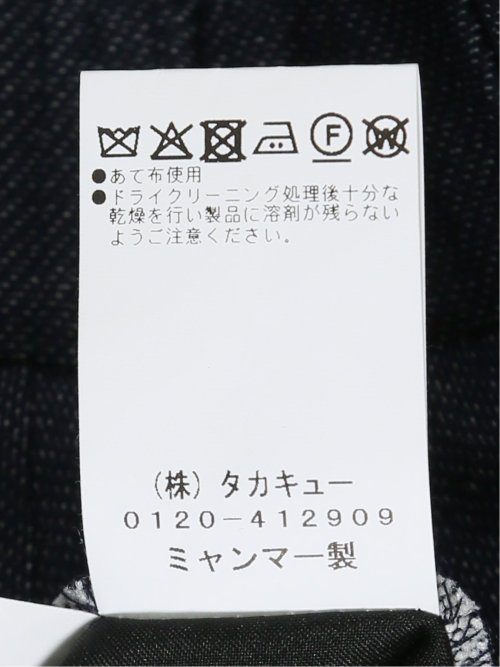 F W
●あて布使用
●ドライクリーニング処理後十分な
乾燥を行い製品に溶剤が残らない
ようご注意ください。
(株) タカキュー
0120-412909
ミャンマー製